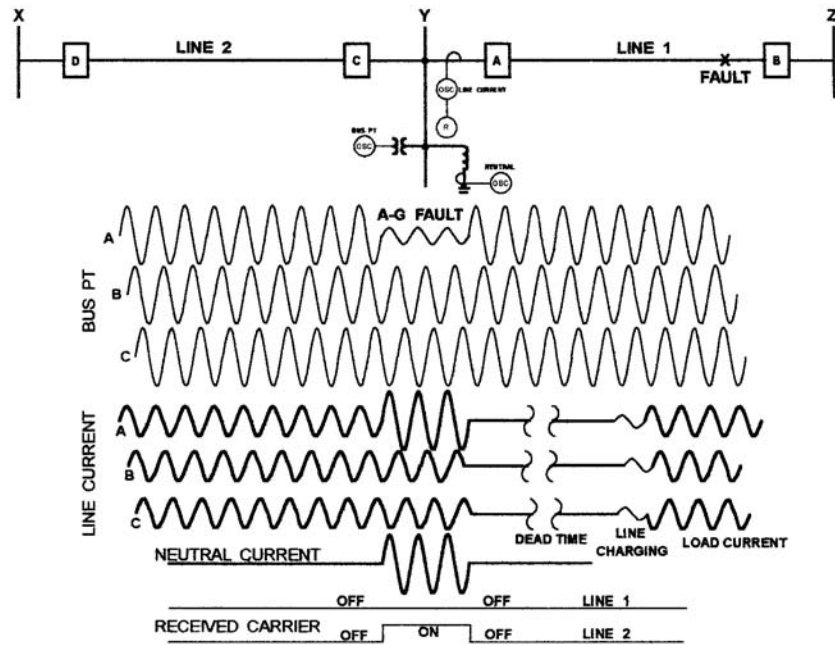 X
Y
Z
D
LINE 2
C
A
LINE 1
B
FAULT
OSC
LINE CURRENT
R
BUS PT
OSC
NEUTRAL
OSC
A-G FAULT
A
B
C
BUS PT
A
B
C
LINE CURRENT
DEAD TIME
LINE
CHARGING
LOAD CURRENT
NEUTRAL CURRENT
OFF
OFF
LINE 1
RECEIVED CARRIER
OFF
ON
OFF
LINE 2